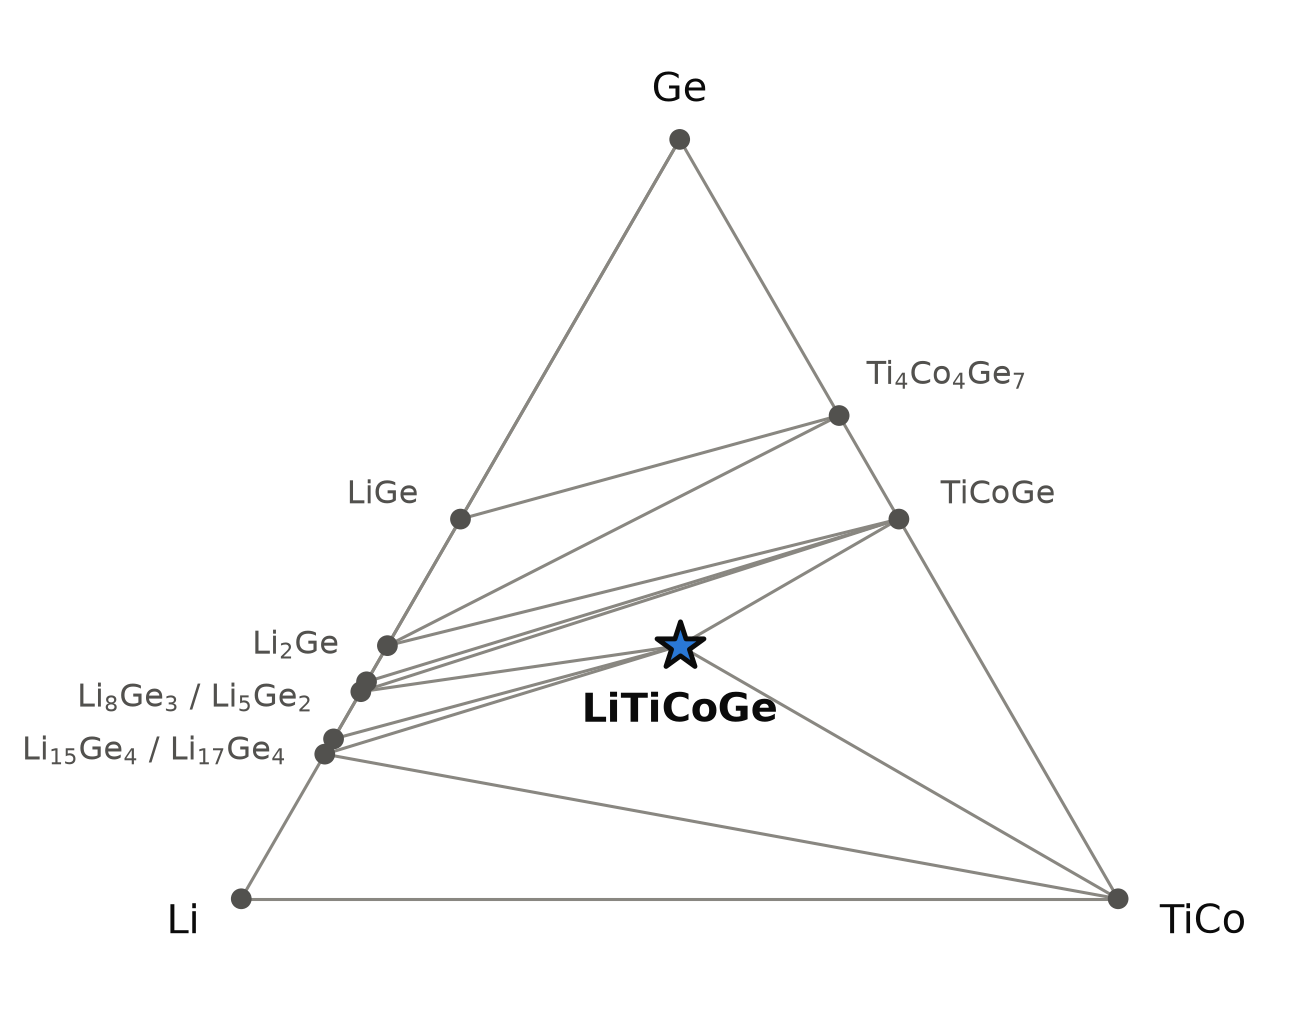 Ge
Ti₄Co₄Ge₇
LiGe
TiCoGe
Li₂Ge
Li₈Ge₃ / Li₅Ge₂
LiTiCoGe
Li₁₅Ge₄ / Li₁₇Ge₄
Li
TiCo